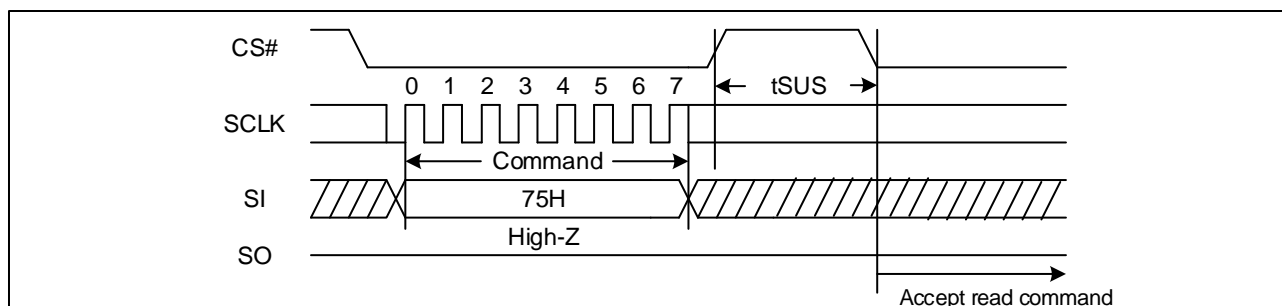 CS#
tSUS
0 1 2 3 4 5 6 7
SCLK
Command
SI
75H
High-Z
SO
Accept read command